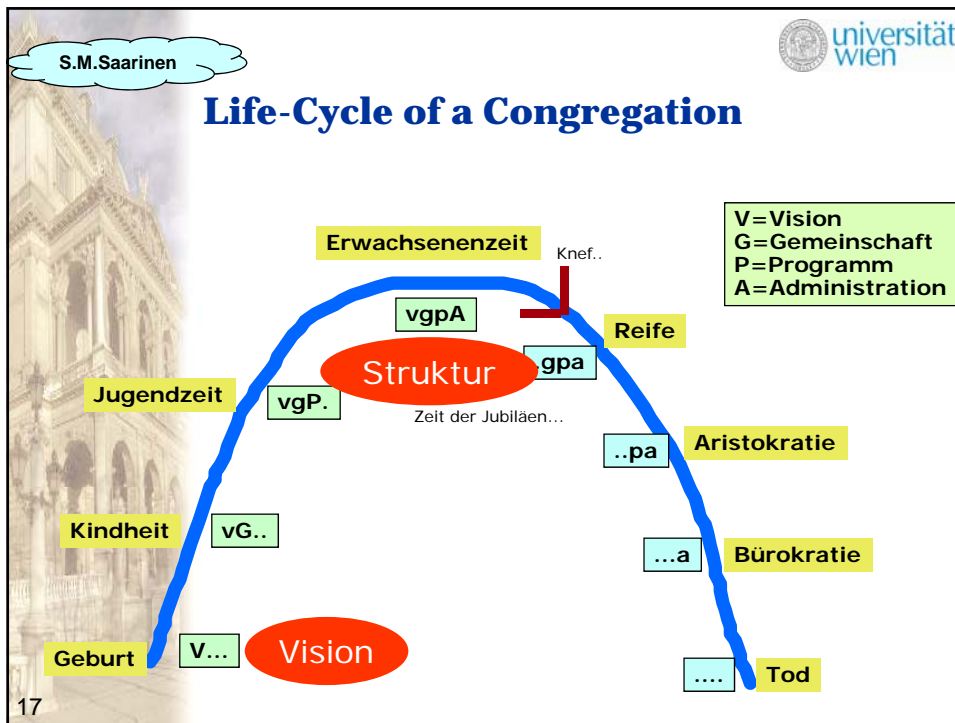 S.M.Saarinen
universität
wien
Life-Cycle of a Congregation
V=Vision
G=Gemeinschaft
P=Programm
A=Administration
Erwachsenenzeit
Knef..
vgpA
Reife
Struktur
.gpa
Jugendzeit
vgP.
Zeit der Jubiläen...
..pa
Aristokratie
Kindheit
vG..
...a
Bürokratie
Geburt
V...
Vision
....
Tod
17